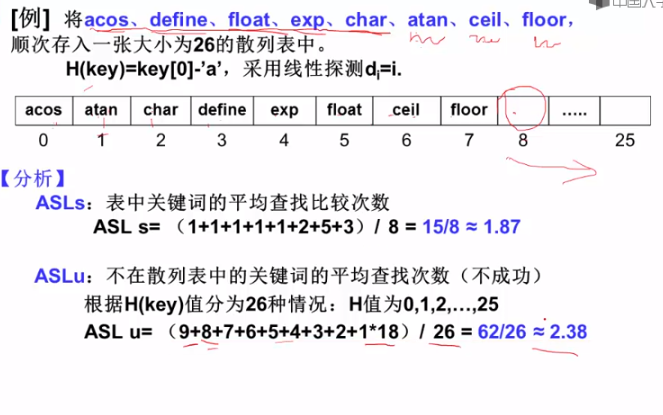 [例] 将acos、define、float、exp、char、atan、ceil、floor，
顺次存入一张大小为26的散列表中。
H(key)=key[0]-’a’，采用线性探测di=i.
acos atan char define exp float ceil floor …..
0 1 2 3 4 5 6 7 8 25
【分析】
ASLs：表中关键词的平均查找比较次数
ASL s= （1+1+1+1+1+2+5+3）/ 8 = 15/8 ≈ 1.87
ASLu：不在散列表中的关键词的平均查找次数（不成功）
根据H(key)值分为26种情况：H值为0,1,2,…,25
ASL u= （9+8+7+6+5+4+3+2+1*18）/ 26 = 62/26 ≈ 2.38